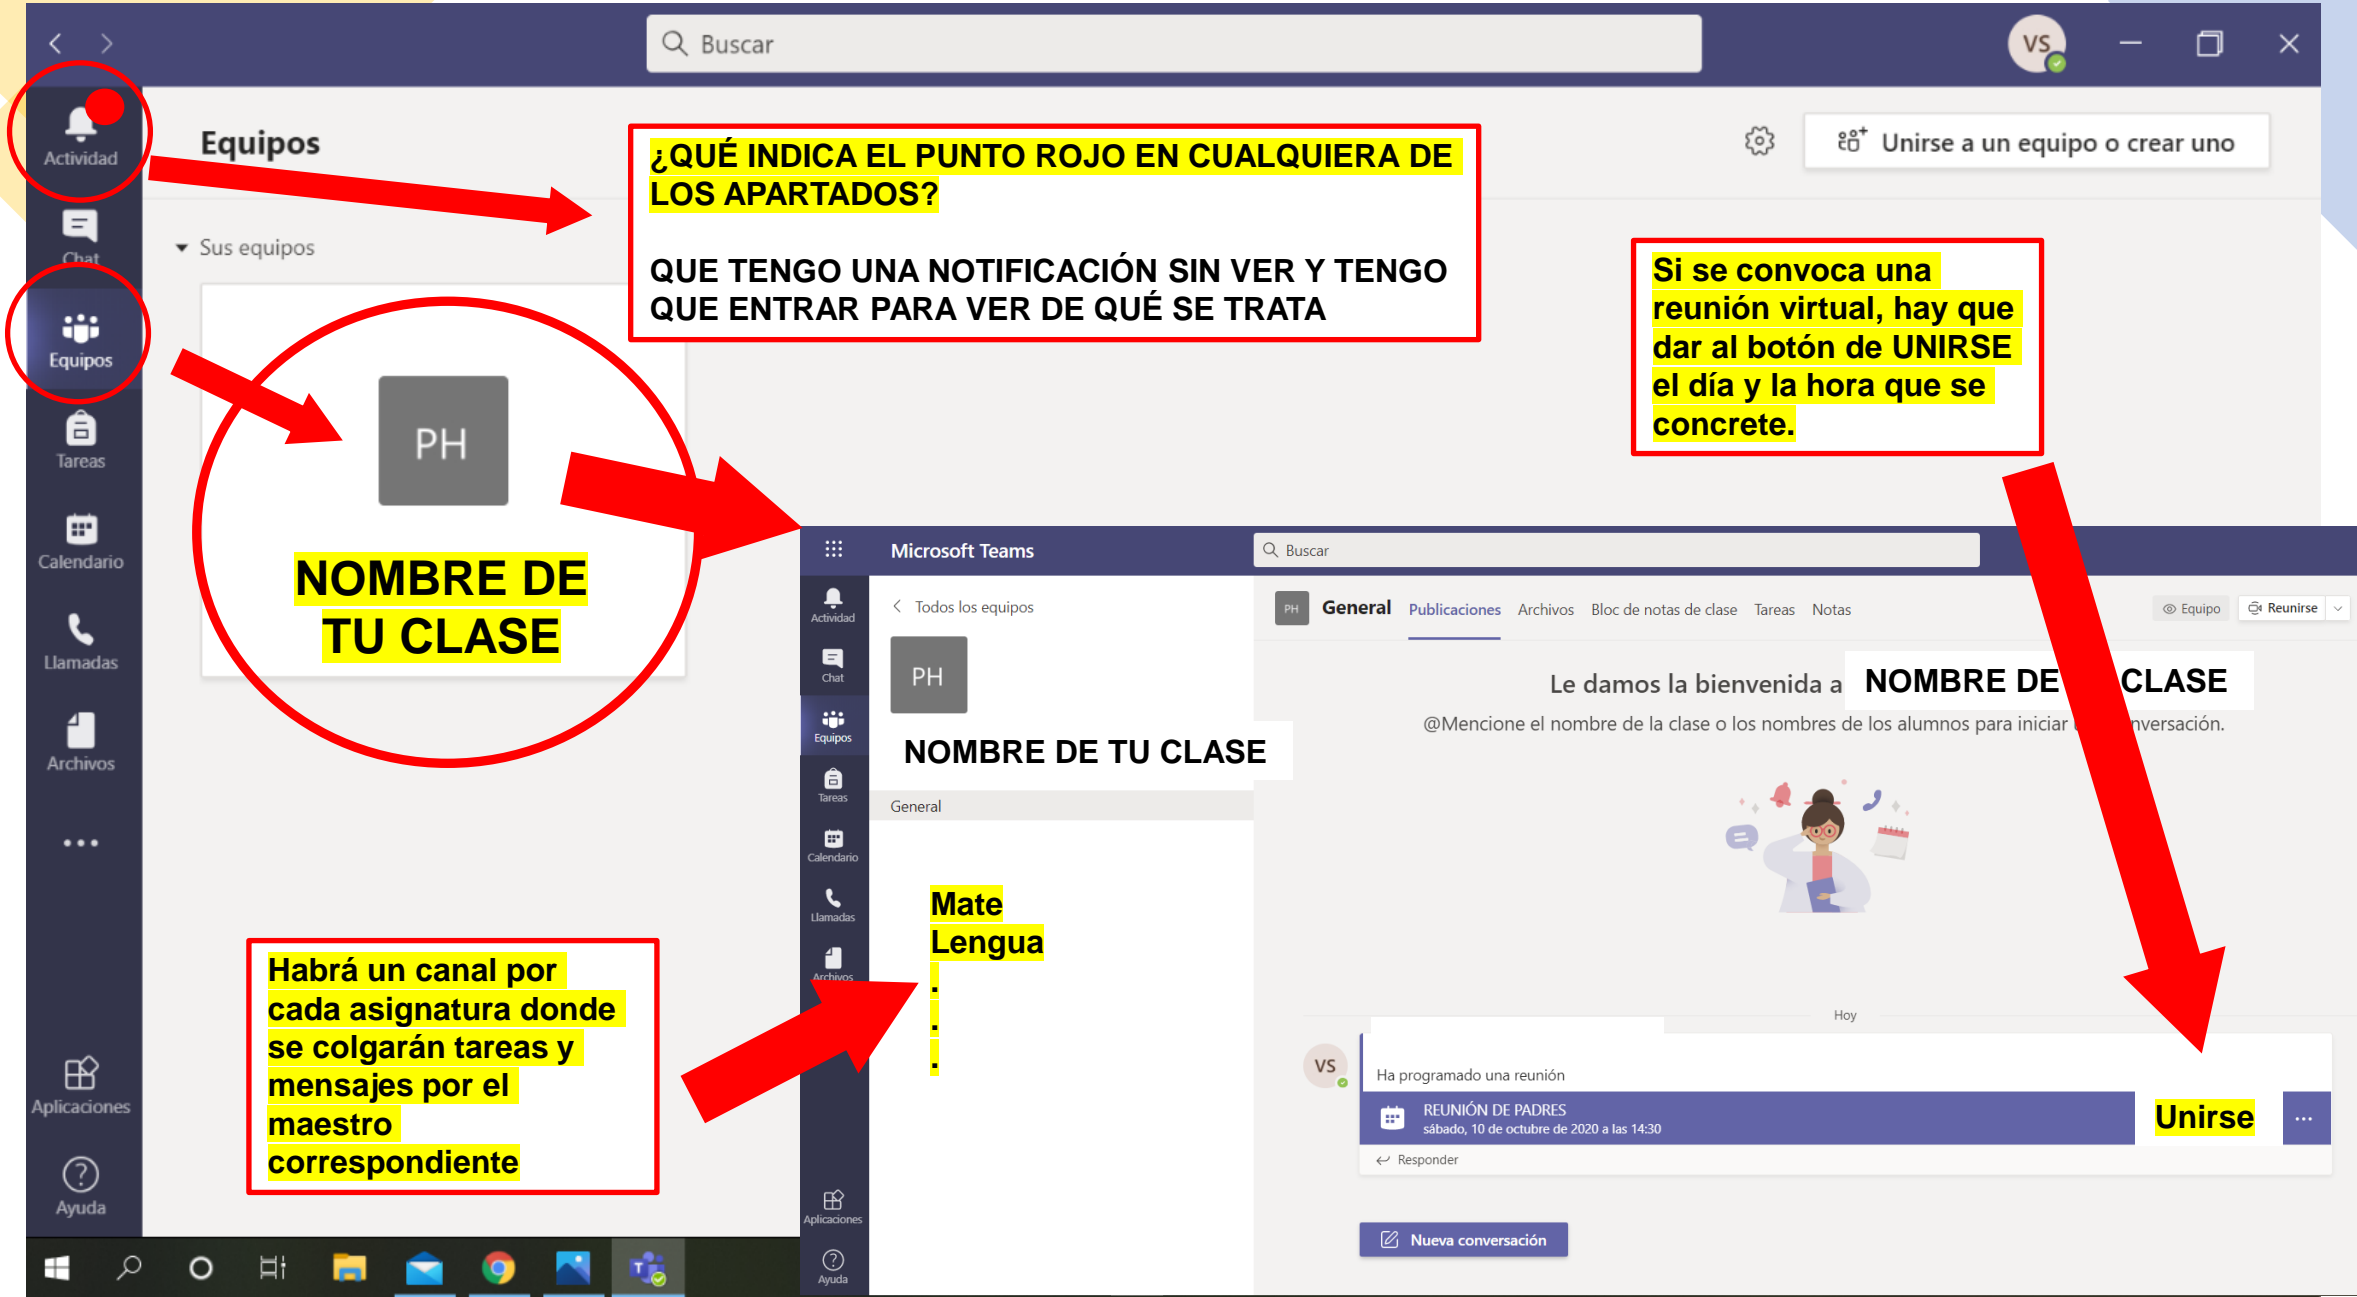 Buscar
VS
Actividad
Equipos
Unirse a un equipo o crear uno
¿QUÉ INDICA EL PUNTO ROJO EN CUALQUIERA DE
LOS APARTADOS?
QUE TENGO UNA NOTIFICACIÓN SIN VER Y TENGO
QUE ENTRAR PARA VER DE QUÉ SE TRATA
Chat
Sus equipos
Si se convoca una
reunión virtual, hay que
dar al botón de UNIRSE
el día y la hora que se
concrete.
Equipos
Tareas
Calendario
Llamadas
Archivos
Aplicaciones
Ayuda
PH
NOMBRE DE
TU CLASE
Habrá un canal por
cada asignatura donde
se colgarán tareas y
mensajes por el
maestro
correspondiente
Microsoft Teams
Buscar
Actividad
Chat
Equipos
Tareas
Calendario
Llamadas
Archivos
Aplicaciones
Ayuda
Todos los equipos
PH
NOMBRE DE TU CLASE
General
Mate
Lengua
.
.
.
PH General Publicaciones Archivos Bloc de notas de clase Tareas Notas
Equipo
Reunirse
Le damos la bienvenida a NOMBRE DE CLASE
@Mencione el nombre de la clase o los nombres de los alumnos para iniciar
Hoy
VS
Ha programado una reunión
REUNIÓN DE PADRES
sábado, 10 de octubre de 2020 a las 14:30
Unirse
...
Responder
Nueva conversación